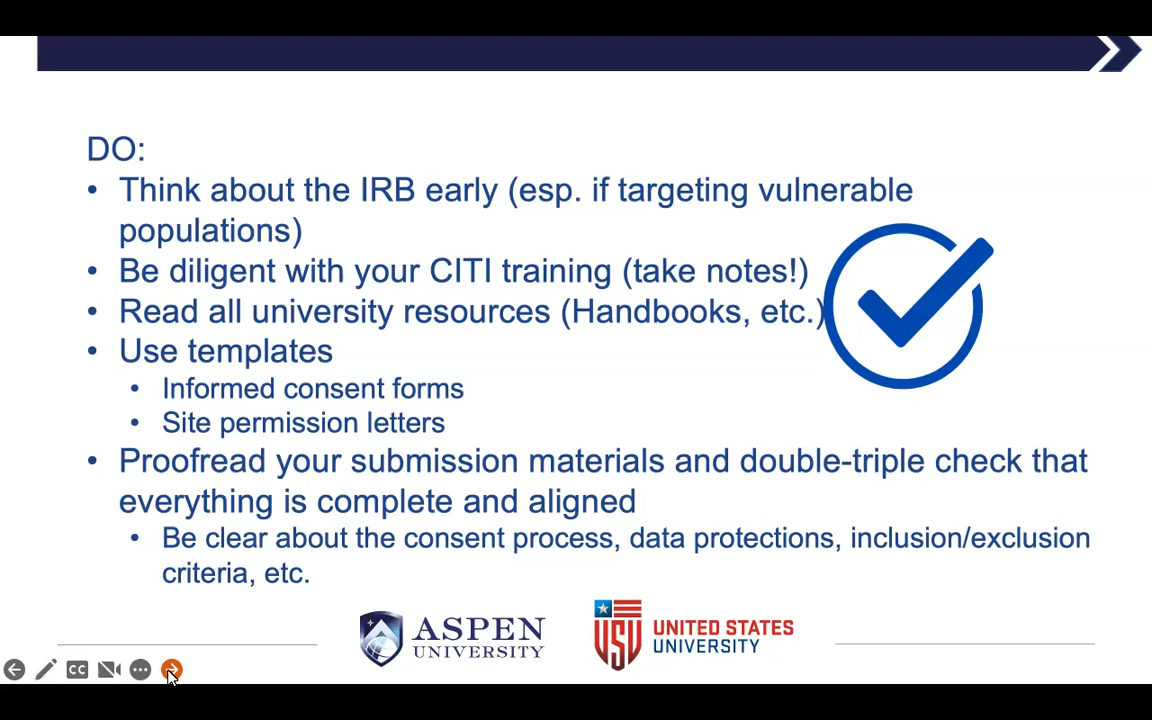 DO:
• Think about the IRB early (esp. if targeting vulnerable
populations)
• Be diligent with your CITI training (take notes!)
• Read all university resources (Handbooks, etc.)
• Use templates
• Informed consent forms
• Site permission letters
• Proofread your submission materials and double-triple check that
everything is complete and aligned
• Be clear about the consent process, data protections, inclusion/exclusion
criteria, etc.
ASPEN
UNIVERSITY
USU
UNITED STATES
UNIVERSITY
CC